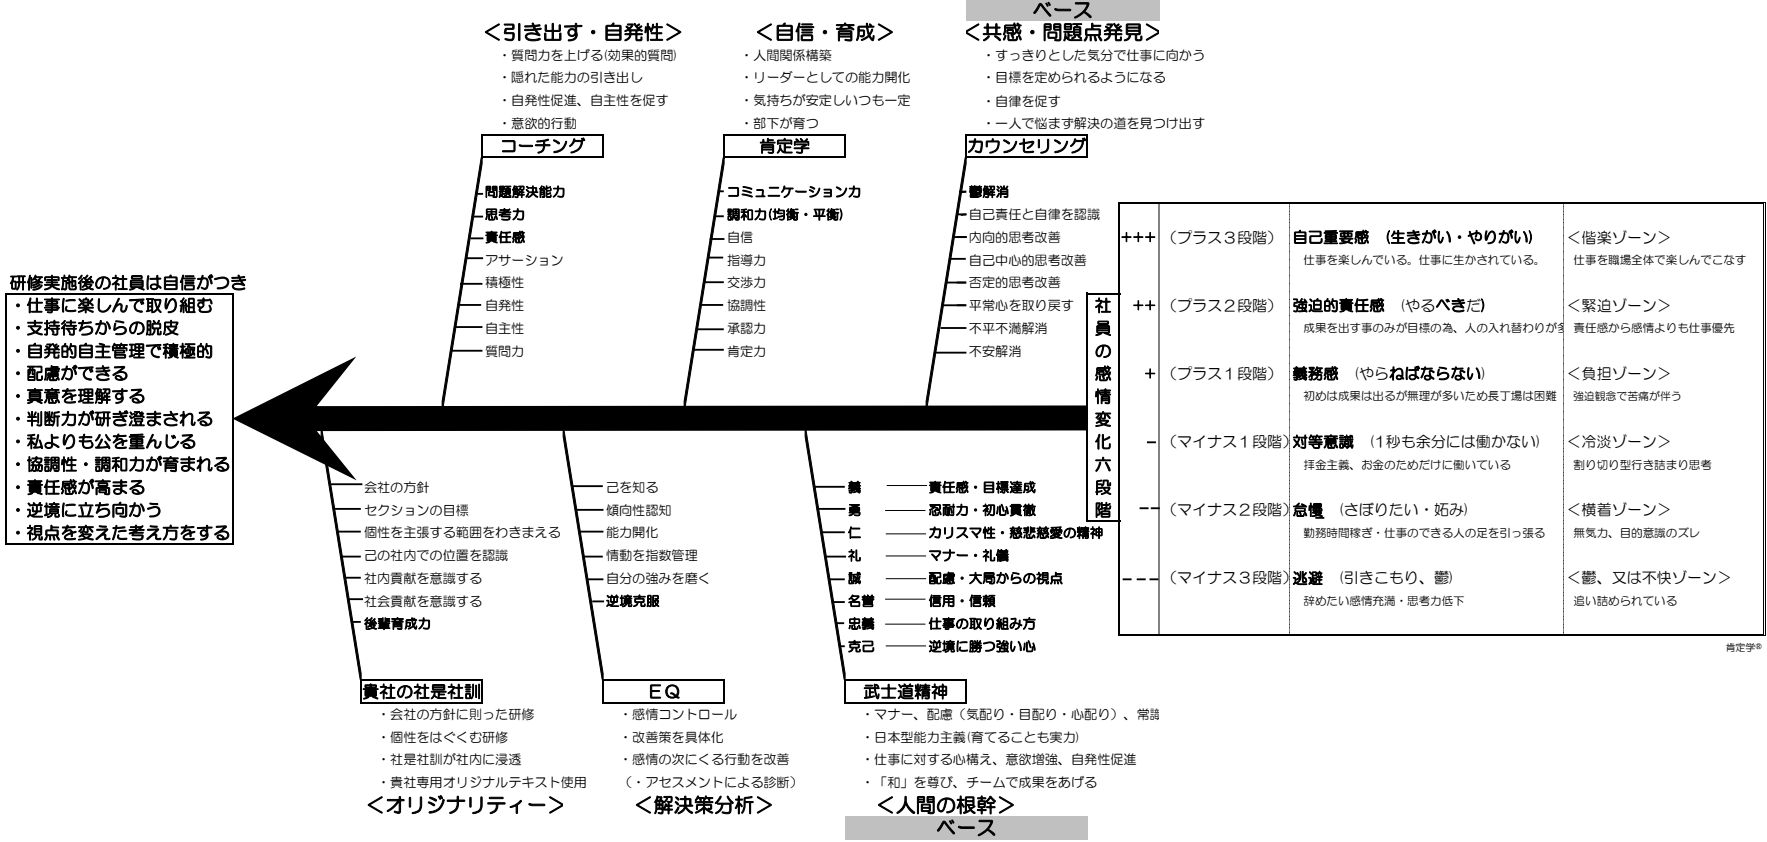 ベース
＜引き出す・自発性＞
・質問力を上げる(効果的質問)
・隠れた能力の引き出し
・自発性促進、自主性を促す
・意欲的行動
コーチング
問題解決能力
思考力
責任感
アサーション
積極性
自発性
自主性
質問力
＜自信・育成＞
・人間関係構築
・リーダーとしての能力開化
・気持ちが安定しいつも一定
・部下が育つ
肯定学
コミュニケーション力
調和力(均衡・平衡)
自信
指導力
交渉力
協調性
承認力
肯定力
＜共感・問題点発見＞
・すっきりとした気分で仕事に向かう
・目標を定められるようになる
・自律を促す
・一人で悩まず解決の道を見つけ出す
カウンセリング
鬱解消
自己責任と自律を認識
内向的思考改善
自己中心的思考改善
否定的思考改善
平常心を取り戻す
不平不満解消
不安解消
研修実施後の社員は自信がつき
・仕事に楽しんで取り組む
・支持待ちからの脱皮
・自発的自主管理で積極的
・配慮ができる
・真意を理解する
・判断力が研ぎ澄まされる
・私よりも公を重んじる
・協調性・調和力が育まれる
・責任感が高まる
・逆境に立ち向かう
・視点を変えた考え方をする
社員の感情変化六段階
+++ （プラス３段階） 自己重要感 （生きがい・やりがい） ＜偕楽ゾーン＞
仕事を楽しんでいる。仕事に生かされている。 仕事を職場全体で楽しんでこなす
++ （プラス２段階） 強迫的責任感 （やるべきだ） ＜緊迫ゾーン＞
成果を出す事のみが目標の為、人の入れ替わりが 責任感から感情よりも仕事優先
+ （プラス１段階） 義務感 （やらねばならない） ＜負担ゾーン＞
初めは成果は出るが無理が多いため長丁場は困難 強迫観念で苦痛が伴う
− （マイナス１段階） 対等意識 （１秒も余分には働かない） ＜冷淡ゾーン＞
拝金主義、お金のためだけに働いている 割り切り型行き詰まり思考
−− （マイナス２段階） 怠慢 （さぼりたい・妬み） ＜横着ゾーン＞
勤務時間稼ぎ・仕事のできる人の足を引っ張る 無気力、目的意識のズレ
−−− （マイナス３段階） 逃避 （引きこもり、鬱） ＜鬱、又は不快ゾーン＞
辞めたい感情充満・思考力低下 追い詰められている
肯定学®
会社の方針
セクションの目標
個性を主張する範囲をわきまえる
己の社内での位置を認識
社内貢献を意識する
社会貢献を意識する
後輩育成力
貴社の社是社訓
・会社の方針に則った研修
・個性をはぐくむ研修
・社是社訓が社内に浸透
・貴社専用オリジナルテキスト使用
＜オリジナリティー＞
己を知る
傾向性認知
能力開化
情動を指数管理
自分の強みを磨く
逆境克服
ＥＱ
・感情コントロール
・改善策を具体化
・感情の次にくる行動を改善
（・アセスメントによる診断）
＜解決策分析＞
義 責任感・目標達成
勇 忍耐力・初心貫徹
仁 カリスマ性・慈悲慈愛の精神
礼 マナー・礼儀
誠 配慮・大局からの視点
名誉 信用・信頼
忠義 仕事の取り組み方
克己 逆境に勝つ強い心
武士道精神
・マナー、配慮（気配り・目配り・心配り）、常識
・日本型能力主義(育てることも実力)
・仕事に対する心構え、意欲増強、自発性促進
・「和」を尊び、チームで成果をあげる
＜人間の根幹＞
ベース